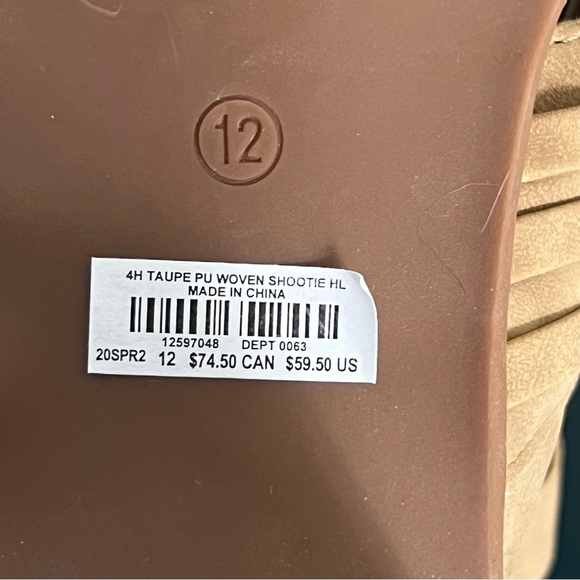 12
4H TAUPE PU WOVEN SHOOTIE HL
MADE IN CHINA
12597048 DEPT 0063
20SPR2 12 $74.50 CAN $59.50 US